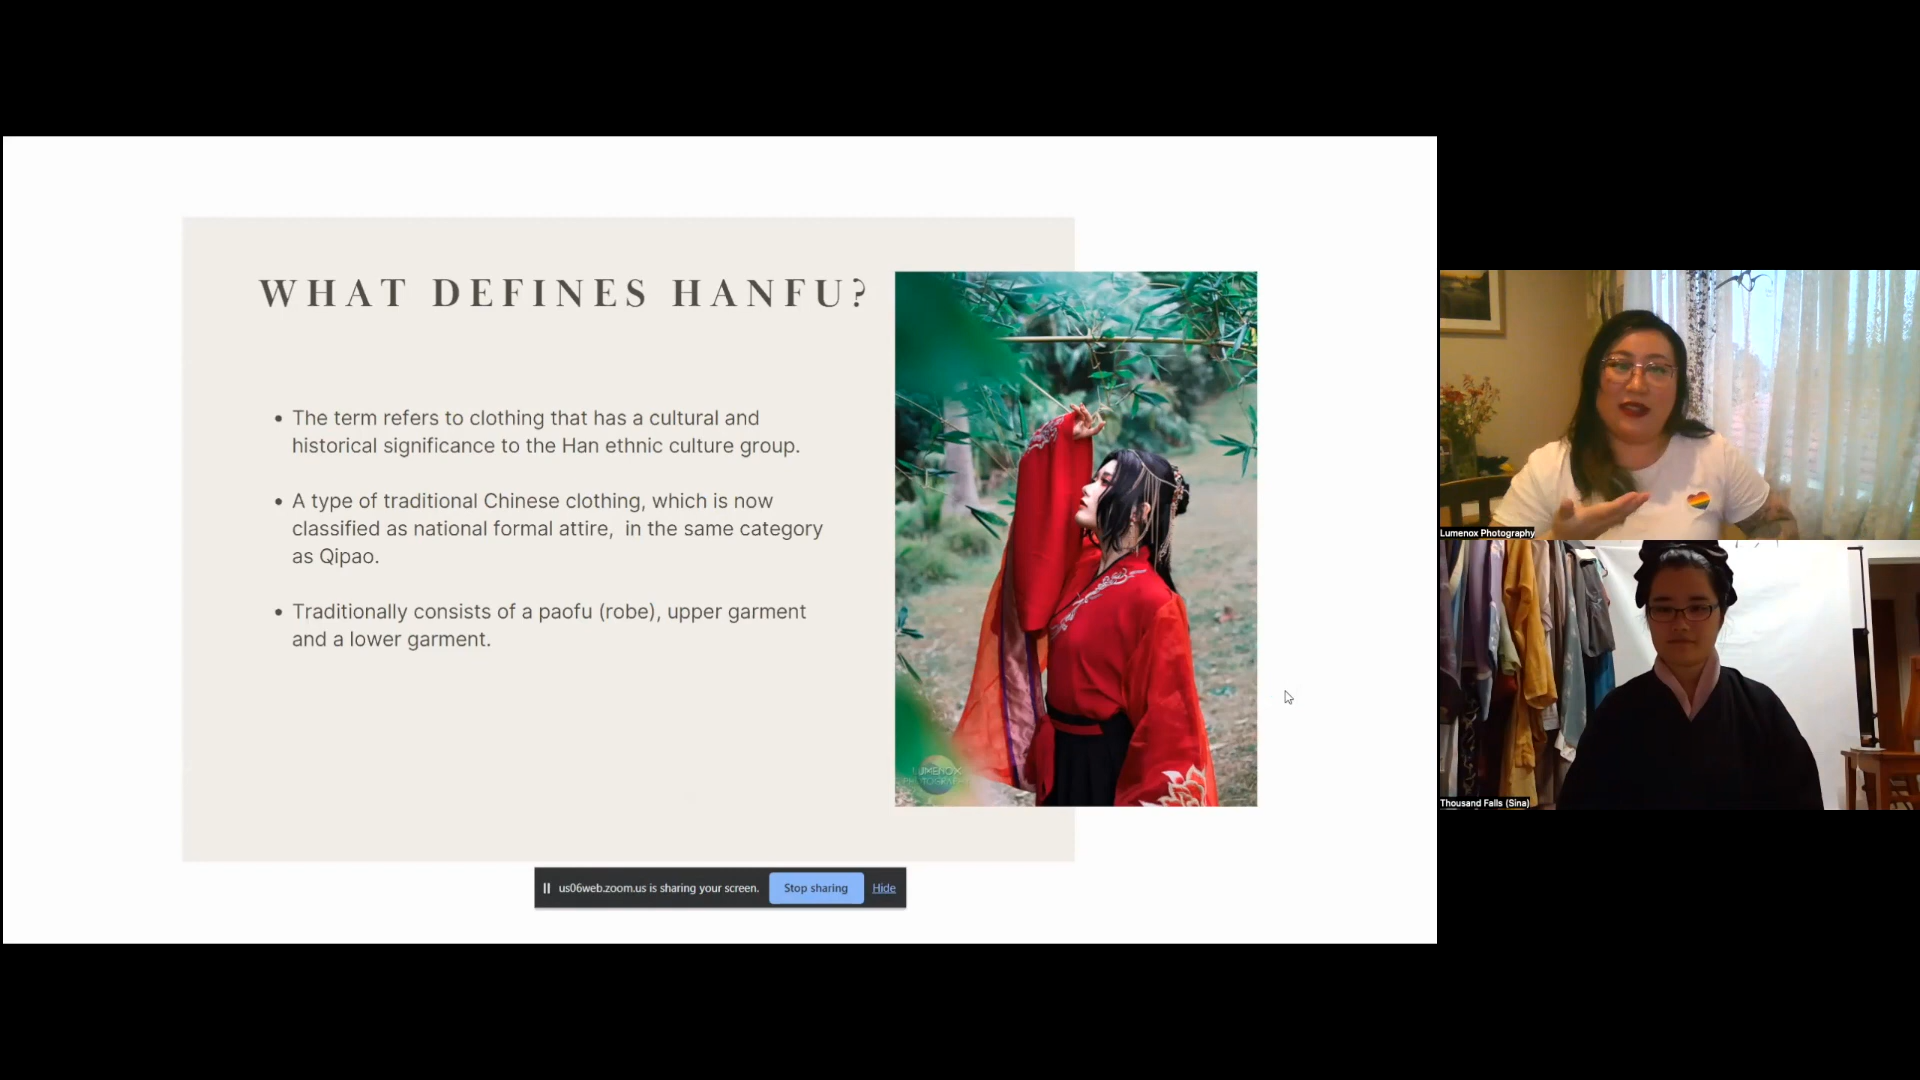 WHAT DEFINES HANFU?
• The term refers to clothing that has a cultural and
historical significance to the Han ethnic culture group.
• A type of traditional Chinese clothing, which is now
classified as national formal attire,  in the same category
as Qipao.
• Traditionally consists of a paofu (robe), upper garment
and a lower garment.
LUMENOX
PHOTOGRAPHY
us06web.zoom.us is sharing your screen.
Stop sharing
Hide
Lumenox Photography
Thousand Falls (Sina)